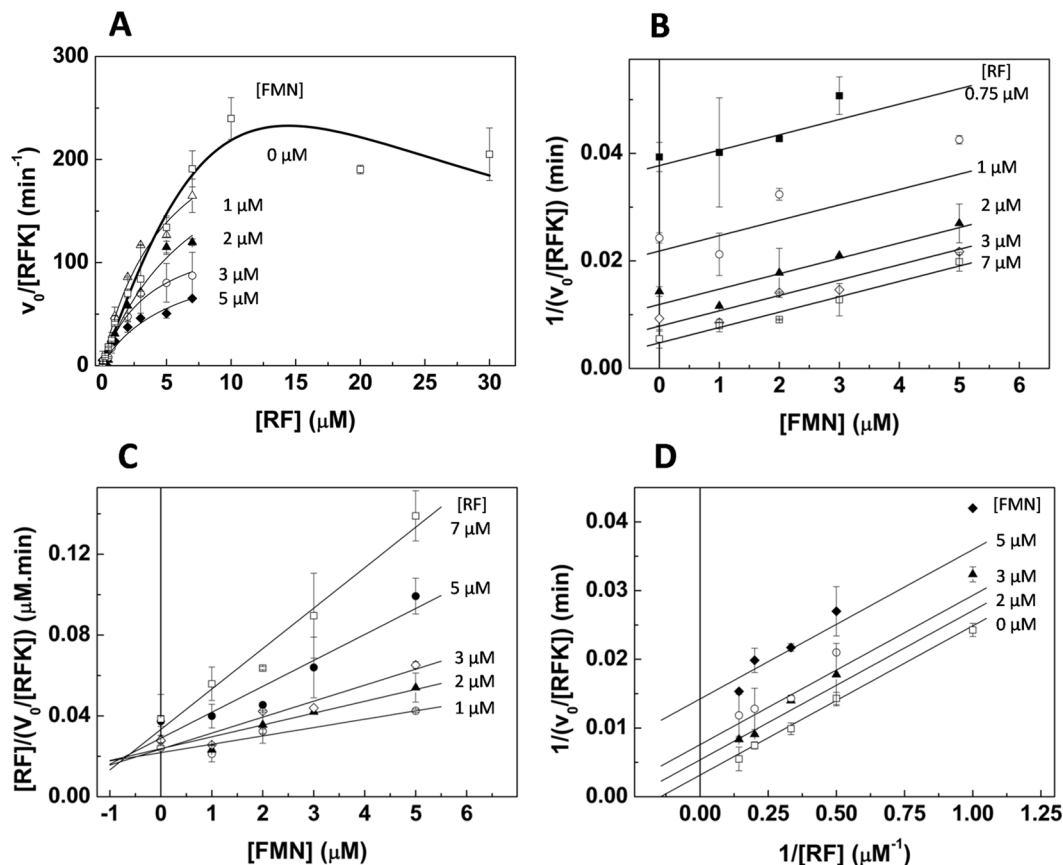 A
300
200
100
0
v₀/[RFK] (min⁻¹)
[FMN]
0 µM
1 µM
2 µM
3 µM
5 µM
0 5 10 15 20 25 30
[RF] (µM)
B
0.04
0.02
0.00
1/(v₀/[RFK]) (min)
[RF]
0.75 µM
1 µM
2 µM
3 µM
7 µM
0 1 2 3 4 5 6
[FMN] (µM)
C
0.12
0.08
0.04
0.00
[RF]/(V₀/[RFK]) (µM.min)
[RF]
7 µM
5 µM
3 µM
2 µM
1 µM
-1 0 1 2 3 4 5 6
[FMN] (µM)
D
0.04
0.03
0.02
0.01
0.00
1/(v₀/[RFK]) (min)
[FMN]
5 µM
3 µM
2 µM
0 µM
0.00 0.25 0.50 0.75 1.00 1.25
1/[RF] (µM⁻¹)